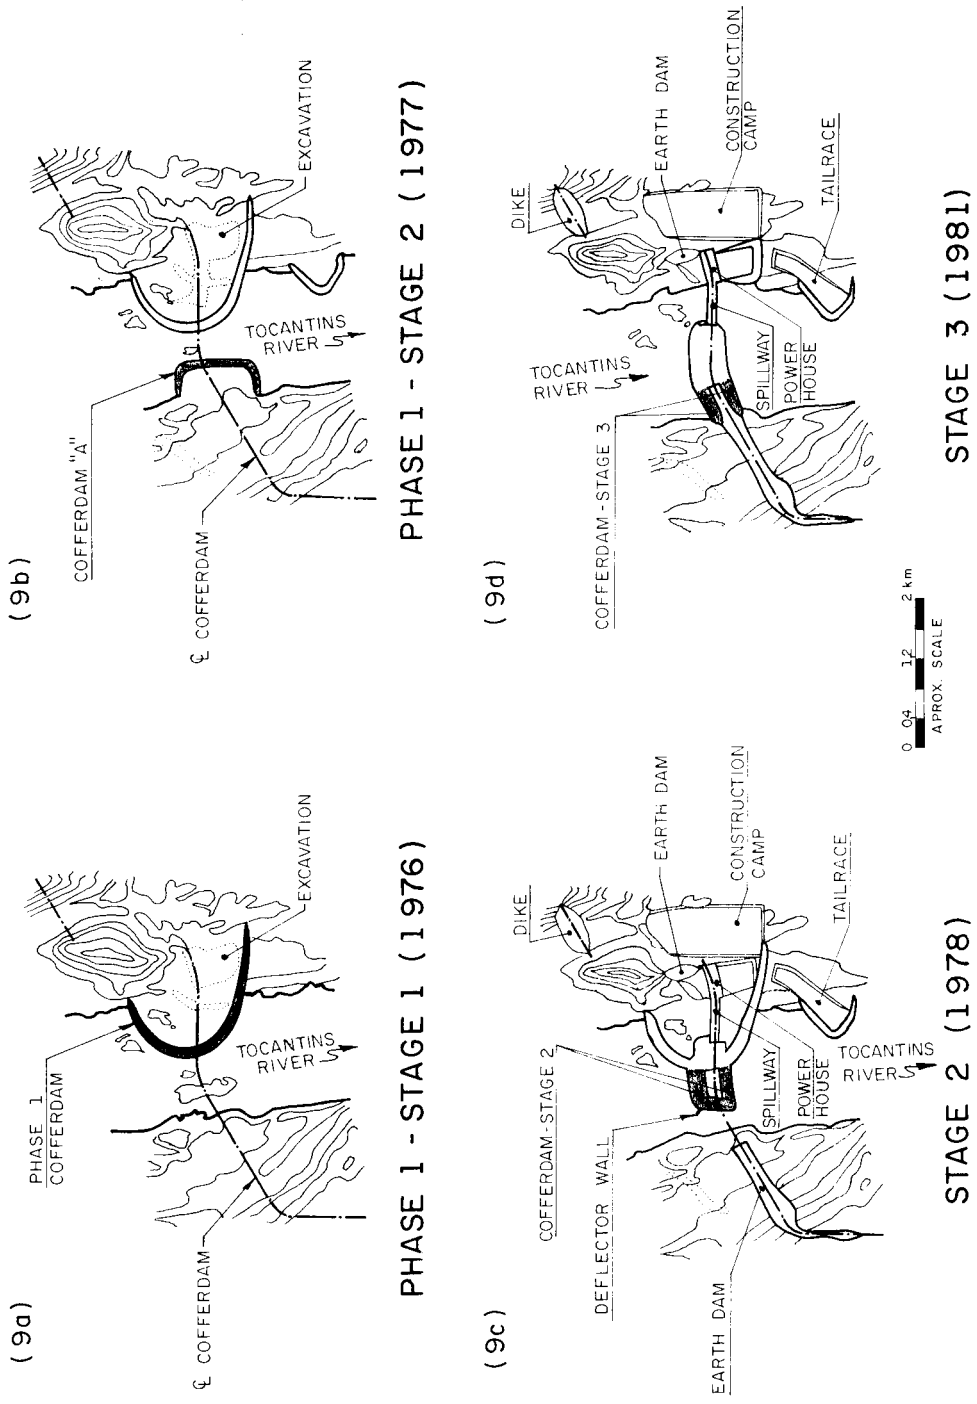 (9a)
PHASE 1
COFFERDAM
℄ COFFERDAM
TOCANTINS
RIVER
EXCAVATION
PHASE 1 - STAGE 1 (1976)
(9b)
COFFERDAM "A"
℄ COFFERDAM
TOCANTINS
RIVER
EXCAVATION
PHASE 1 - STAGE 2 (1977)
(9c)
DIKE
COFFERDAM-STAGE 2
DEFLECTOR WALL
EARTH DAM
EARTH DAM
CONSTRUCTION
CAMP
TAILRACE
SPILLWAY
POWER
HOUSE
TOCANTINS
RIVER
STAGE 2 (1978)
(9d)
DIKE
TOCANTINS
RIVER
COFFERDAM-STAGE 3
EARTH DAM
CONSTRUCTION
CAMP
TAILRACE
SPILLWAY
POWER
HOUSE
STAGE 3 (1981)
0 04 12 2 km
APROX. SCALE